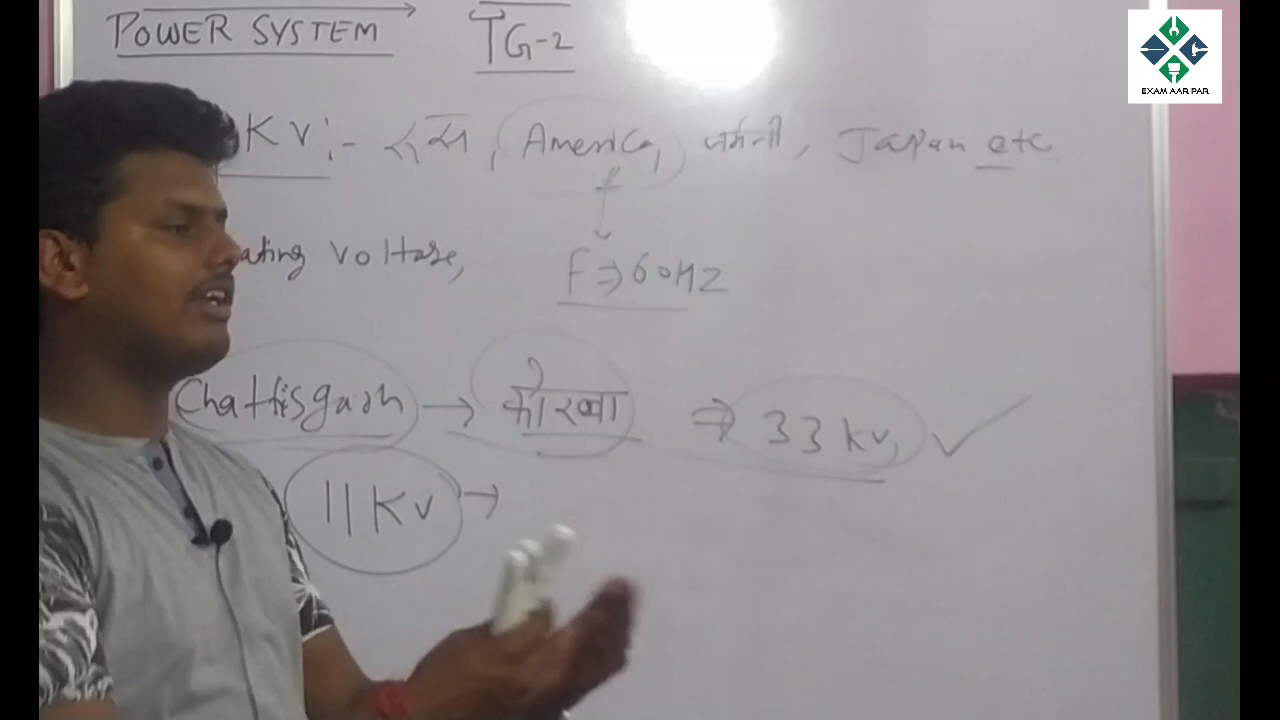 POWER SYSTEM TG-2
EXAM AAR PAR
KV:- रूस, America, जर्मनी, Japan etc.
ating voltage, F⇒60HZ
Chattisgarh → कोरबा ⇒ 33 KV, ✓
11 KV →